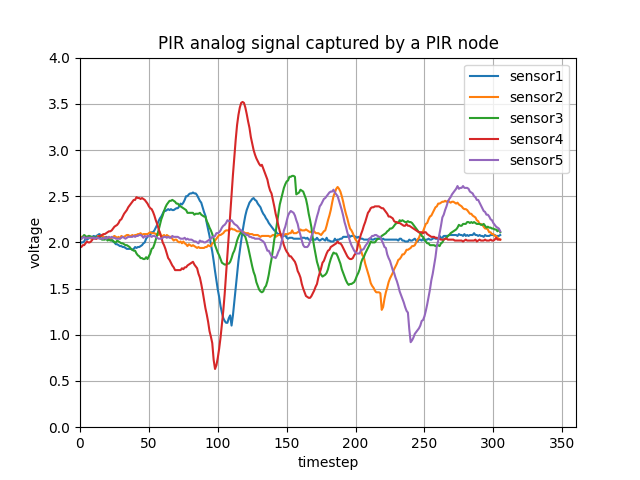 PIR analog signal captured by a PIR node
4.0
3.5
3.0
2.5
2.0
1.5
1.0
0.5
0.0
voltage
sensor1
sensor2
sensor3
sensor4
sensor5
0 50 100 150 200 250 300 350
timestep